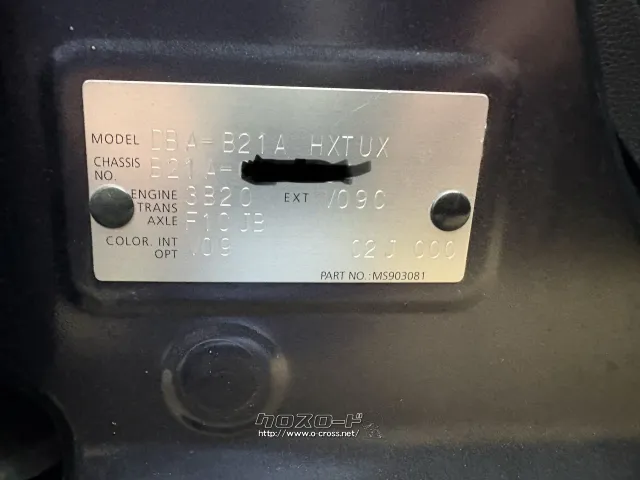 MODEL DBA-B21A HXTUX
CHASSIS NO. B21A-
ENGINE 3B20 EXT V09C
TRANS AXLE F1CJB
COLOR. INT V09
OPT C2J 000
PART NO.:MS903081
クロスロード
http://www.o-cross.net/